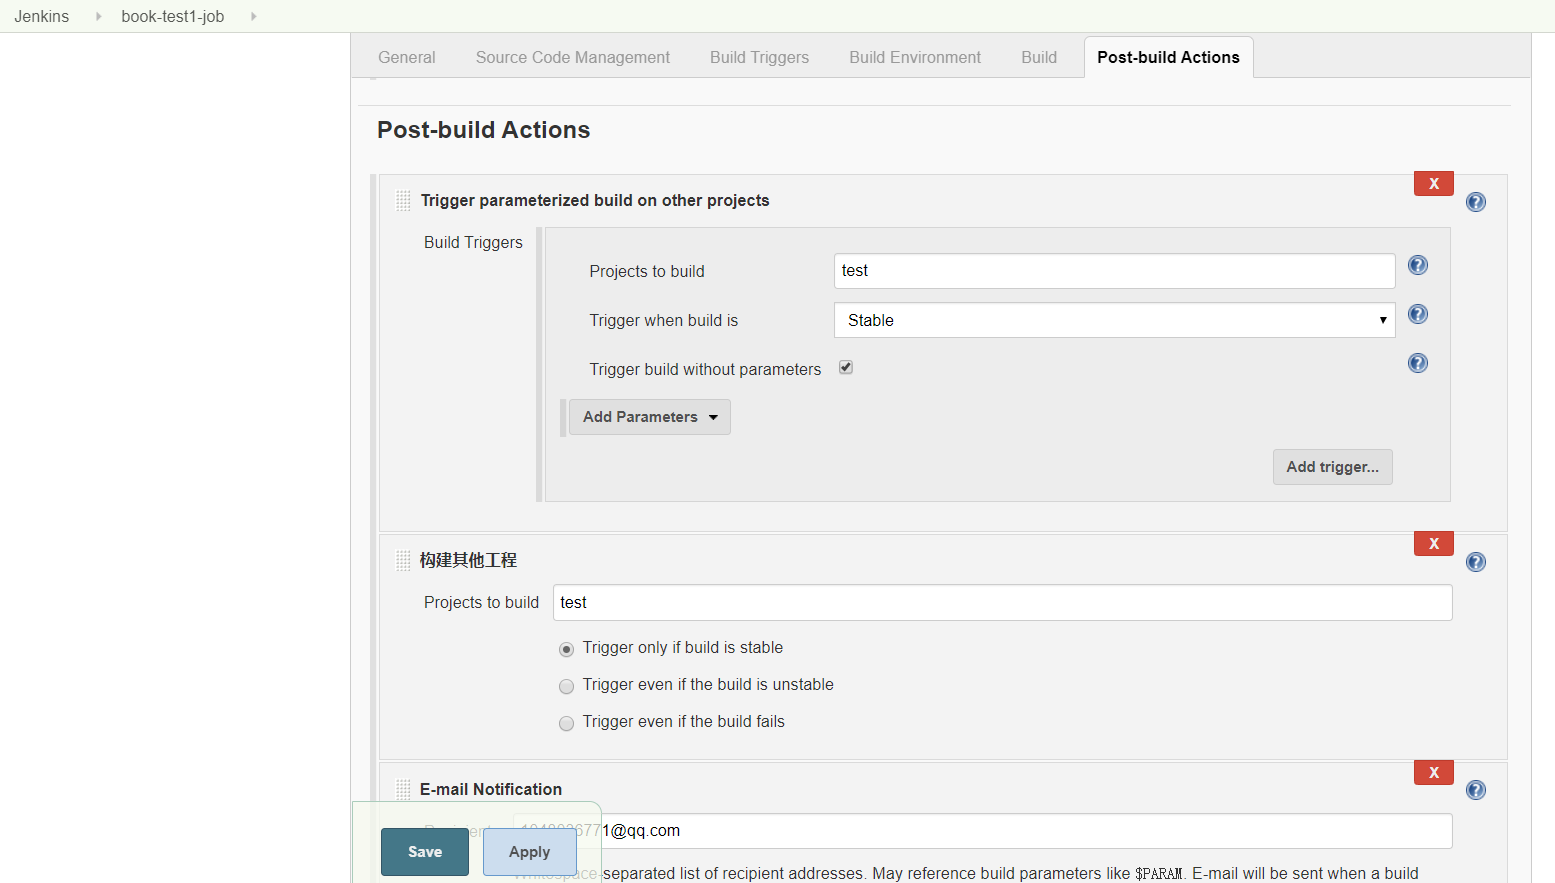 Jenkins book-test1-job
General Source Code Management Build Triggers Build Environment Build Post-build Actions
Post-build Actions
X
Trigger parameterized build on other projects
Build Triggers
Projects to build test
Trigger when build is Stable
Trigger build without parameters
Add Parameters
Add trigger...
X
构建其他工程
Projects to build test
Trigger only if build is stable
Trigger even if the build is unstable
Trigger even if the build fails
X
E-mail Notification
1@qq.com
Save Apply
Whitespace-separated list of recipient addresses. May reference build parameters like $PARAM. E-mail will be sent when a build